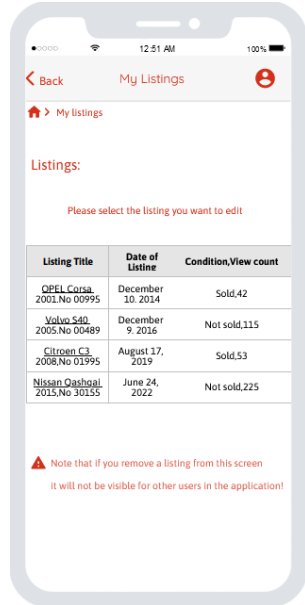 12:51 AM
100%
Back
My Listings
> My listings
Listings:
Please select the listing you want to edit
Listing Title
Date of
Listing
Condition,View count
OPEL Corsa
2001.No 00995
December
10. 2014
Sold,42
Volvo S40
2005.No 00489
December
9. 2016
Not sold,115
Citroen C3
2008,No 01995
August 17,
2019
Sold,53
Nissan Qashqai
2015,No 30155
June 24,
2022
Not sold,225
Note that if you remove a listing from this screen
it will not be visible for other users in the application!